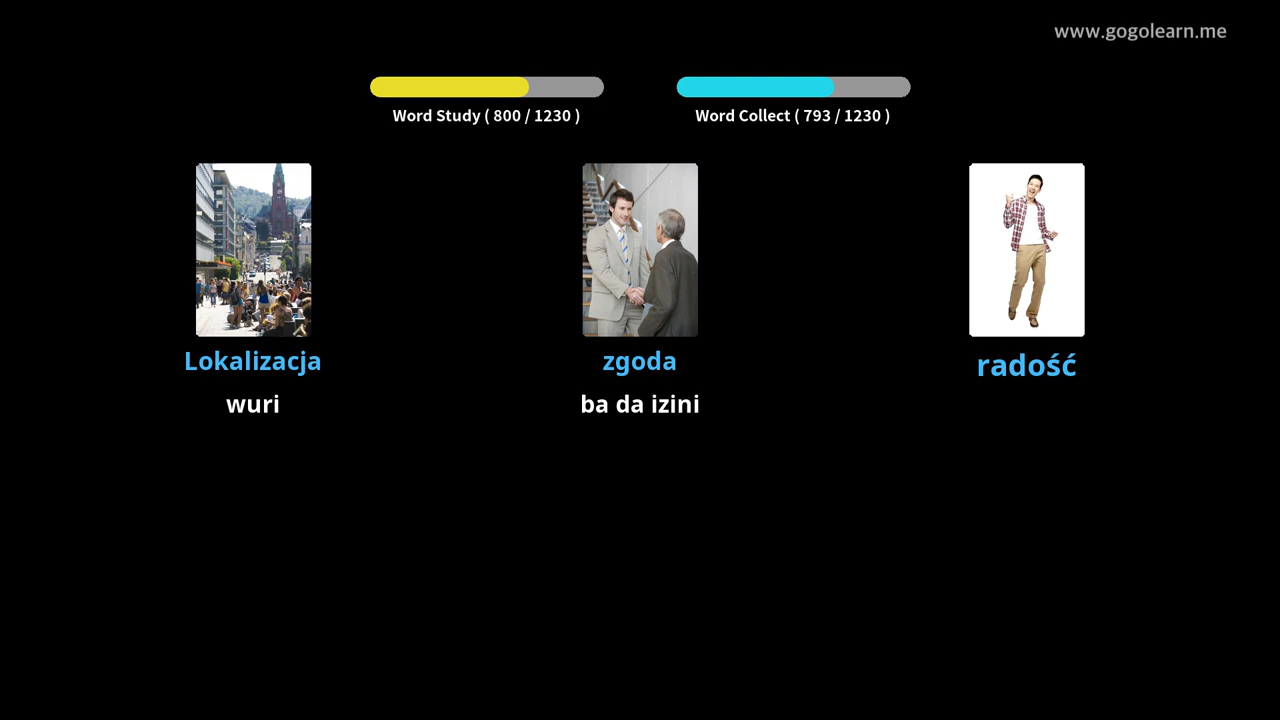 www.gogolearn.me
Word Study ( 800 / 1230 )
Word Collect ( 793 / 1230 )
Lokalizacja
wuri
zgoda
ba da izini
radość